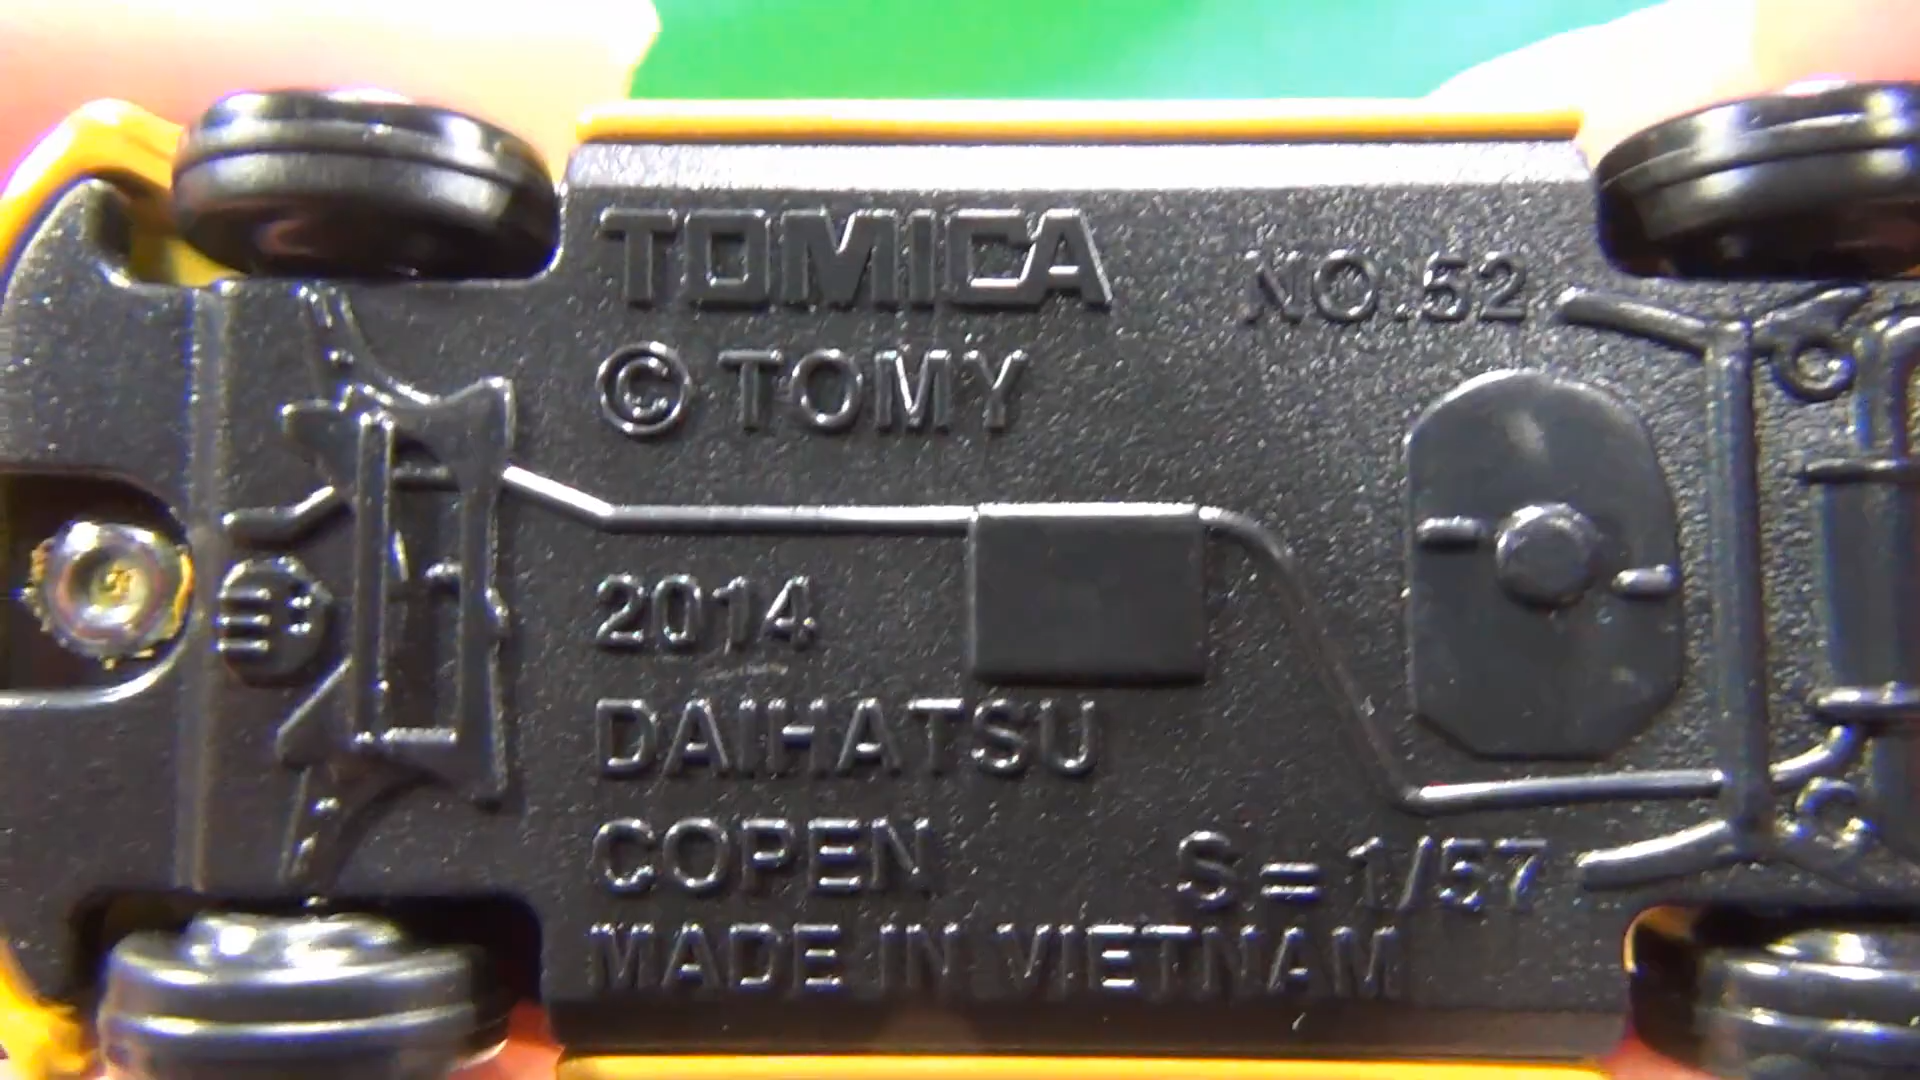 TOMICA NO.52
© TOMY
2014
DAIHATSU
COPEN S=1/57
MADE IN VIETNAM